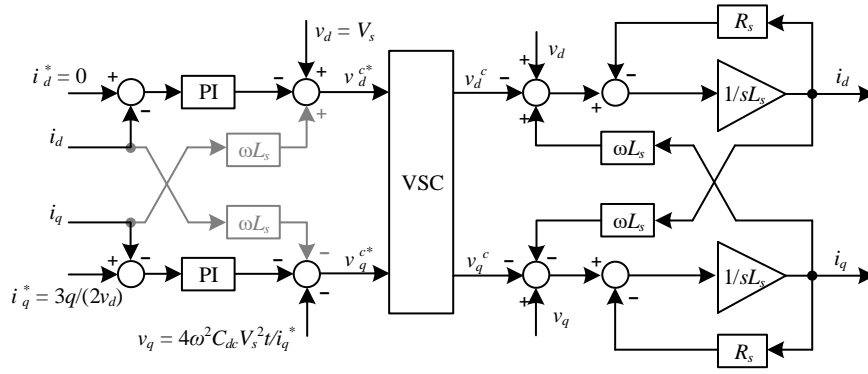 v_d = V_s
i_d^* = 0
+
−
PI
−
+
+
v_d^{c*}
i_d
ωL_s
i_q
ωL_s
+
−
PI
−
−
−
v_q^{c*}
i_q^* = 3q/(2v_d)
v_q = 4ω^2C_{dc}V_s^2t/i_q^*
VSC
v_d
v_d^c
−
+
+
+
−
R_s
1/sL_s
i_d
ωL_s
ωL_s
v_q^c
−
−
+
v_q
+
−
1/sL_s
i_q
R_s